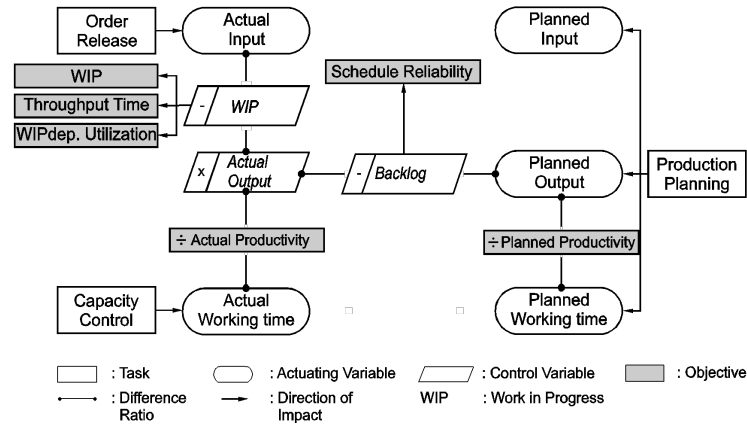 Order
Release
Actual
Input
Planned
Input
WIP
Throughput Time
WIPdep. Utilization
- WIP
Schedule Reliability
x Actual
Output
- Backlog
Planned
Output
Production
Planning
÷ Actual Productivity
÷ Planned Productivity
Capacity
Control
Actual
Working time
Planned
Working time
: Task
: Actuating Variable
: Control Variable
: Objective
: Difference
Ratio
: Direction of
Impact
WIP : Work in Progress